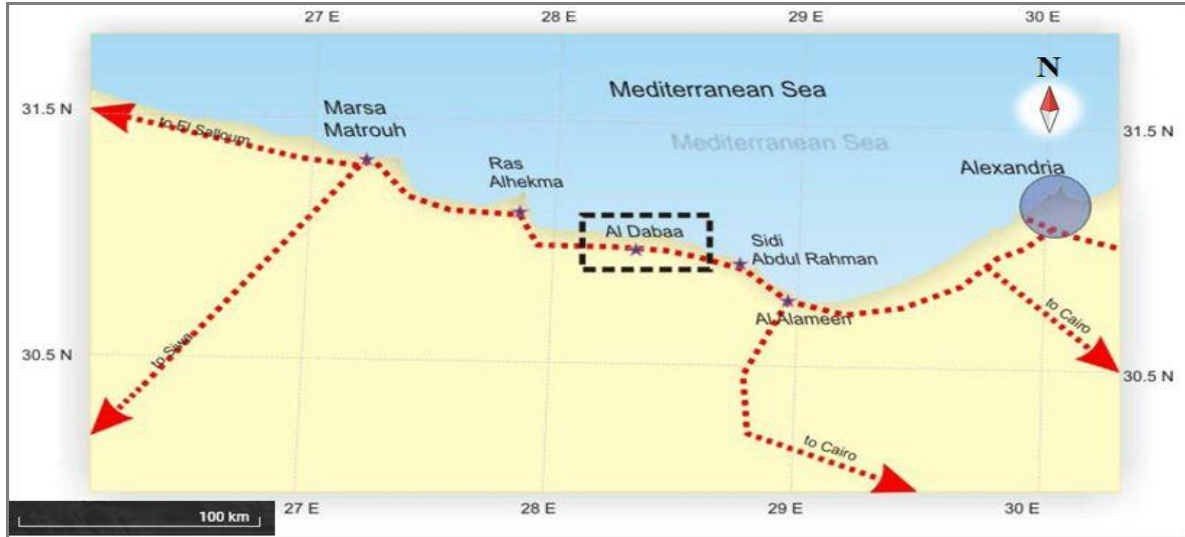 27 E
28 E
29 E
30 E
31.5 N
Marsa
Matrouh
to El Salloum
Ras
Alhekma
Mediterranean Sea
Mediterranean Sea
N
31.5 N
Alexandria
Al Dabaa
Sidi
Abdul Rahman
Al Alameen
to Siwa
30.5 N
to Cairo
30.5 N
to Cairo
100 km
27 E
28 E
29 E
30 E